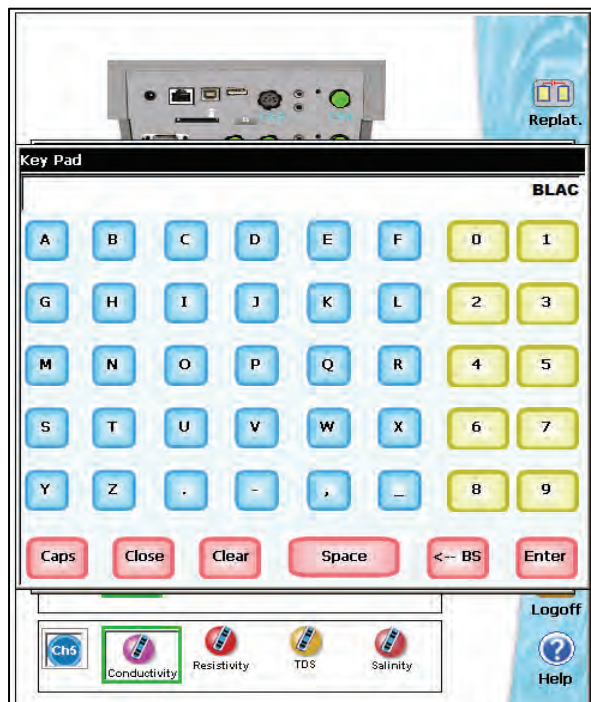 Replat.
Key Pad
BLAC
A B C D E F 0 1
G H I J K L 2 3
M N O P Q R 4 5
S T U V W X 6 7
Y Z . - , _ 8 9
Caps Close Clear Space <-- BS Enter
Logoff
Ch5 Conductivity Resistivity TDS Salinity
Help